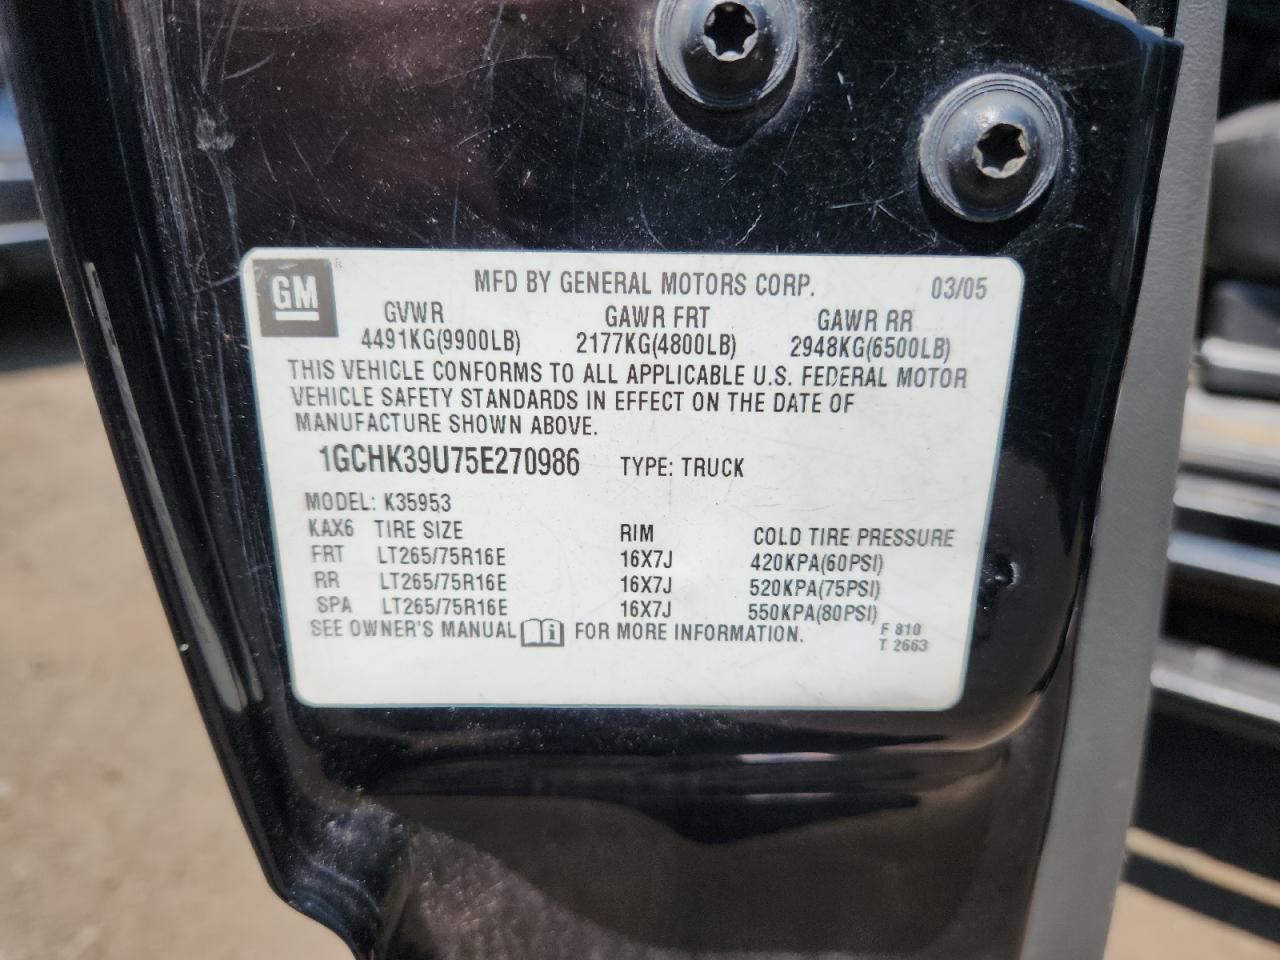 GM
MFD BY GENERAL MOTORS CORP. 03/05
GVWR GAWR FRT GAWR RR
4491KG(9900LB) 2177KG(4800LB) 2948KG(6500LB)
THIS VEHICLE CONFORMS TO ALL APPLICABLE U.S. FEDERAL MOTOR
VEHICLE SAFETY STANDARDS IN EFFECT ON THE DATE OF
MANUFACTURE SHOWN ABOVE.
1GCHK39U75E270986 TYPE: TRUCK
MODEL: K35953
KAX6 TIRE SIZE RIM COLD TIRE PRESSURE
FRT LT265/75R16E 16X7J 420KPA(60PSI)
RR LT265/75R16E 16X7J 520KPA(75PSI)
SPA LT265/75R16E 16X7J 550KPA(80PSI)
SEE OWNER'S MANUAL FOR MORE INFORMATION. F 810
T 2663